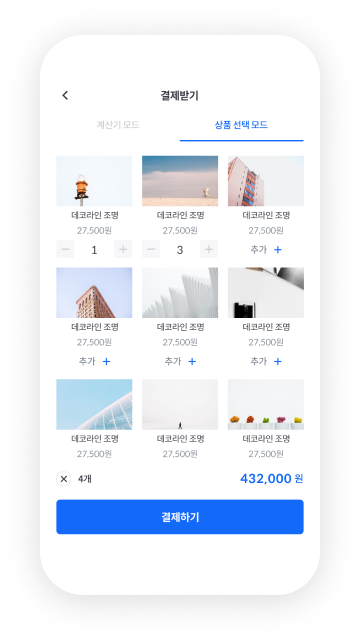 결제받기
계산기 모드 상품 선택 모드
데코라인 조명 데코라인 조명 데코라인 조명
27,500원 27,500원 27,500원
1 3 추가 +
데코라인 조명 데코라인 조명 데코라인 조명
27,500원 27,500원 27,500원
추가 + 추가 + 추가 +
데코라인 조명 데코라인 조명 데코라인 조명
27,500원 27,500원 27,500원
4개 432,000 원
결제하기